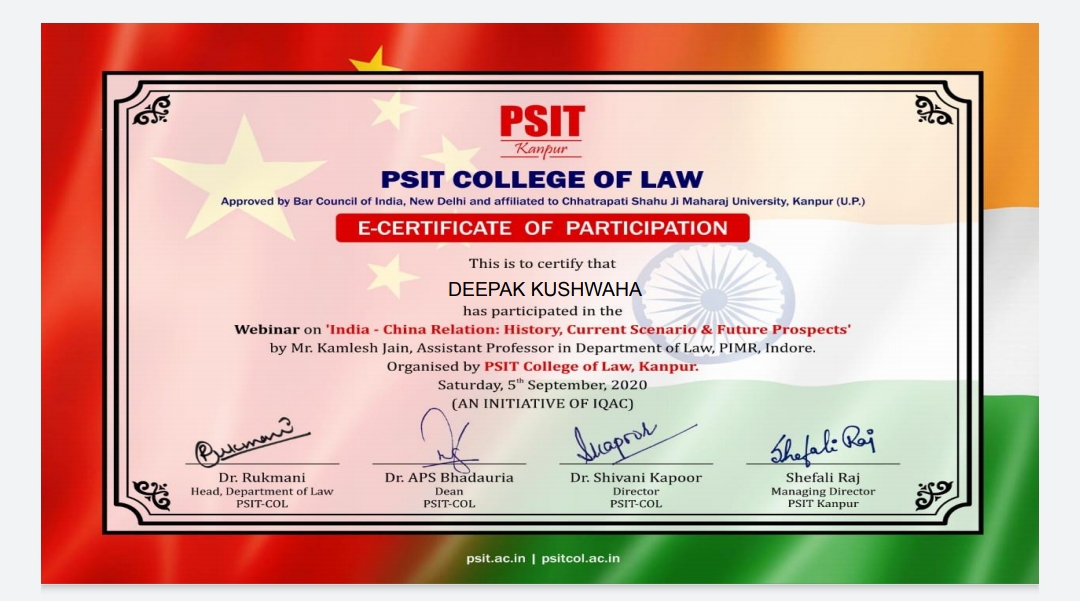 PSIT
Kanpur
PSIT COLLEGE OF LAW
Approved by Bar Council of India, New Delhi and affiliated to Chhatrapati Shahu Ji Maharaj University, Kanpur (U.P.)
E-CERTIFICATE OF PARTICIPATION
This is to certify that
DEEPAK KUSHWAHA
has participated in the
Webinar on 'India - China Relation: History, Current Scenario & Future Prospects'
by Mr. Kamlesh Jain, Assistant Professor in Department of Law, PIMR, Indore.
Organised by PSIT College of Law, Kanpur.
Saturday, 5th September, 2020
(AN INITIATIVE OF IQAC)
Rukmani
Shefali Raj
Dr. Rukmani
Head, Department of Law
PSIT-COL
Dr. APS Bhadauria
Dean
PSIT-COL
Dr. Shivani Kapoor
Director
PSIT-COL
Shefali Raj
Managing Director
PSIT Kanpur
psit.ac.in | psitcol.ac.in